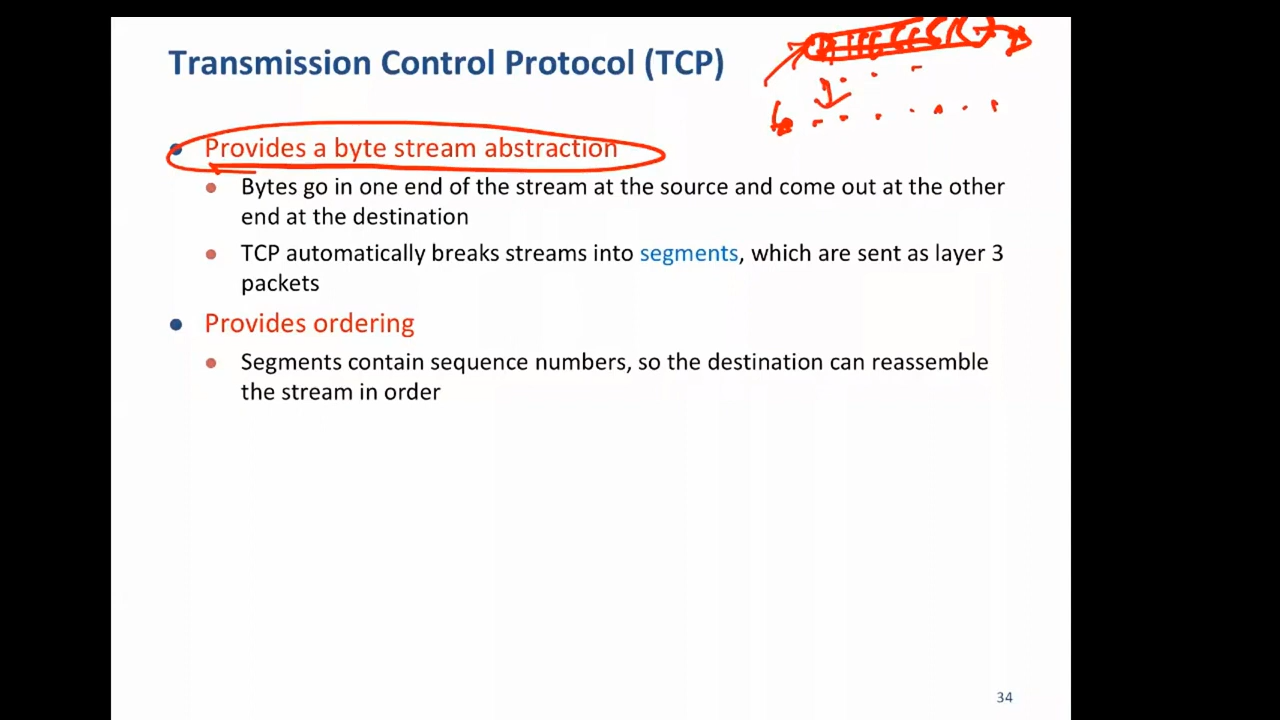 Transmission Control Protocol (TCP)
Provides a byte stream abstraction
Bytes go in one end of the stream at the source and come out at the other
end at the destination
TCP automatically breaks streams into segments, which are sent as layer 3
packets
Provides ordering
Segments contain sequence numbers, so the destination can reassemble
the stream in order
34